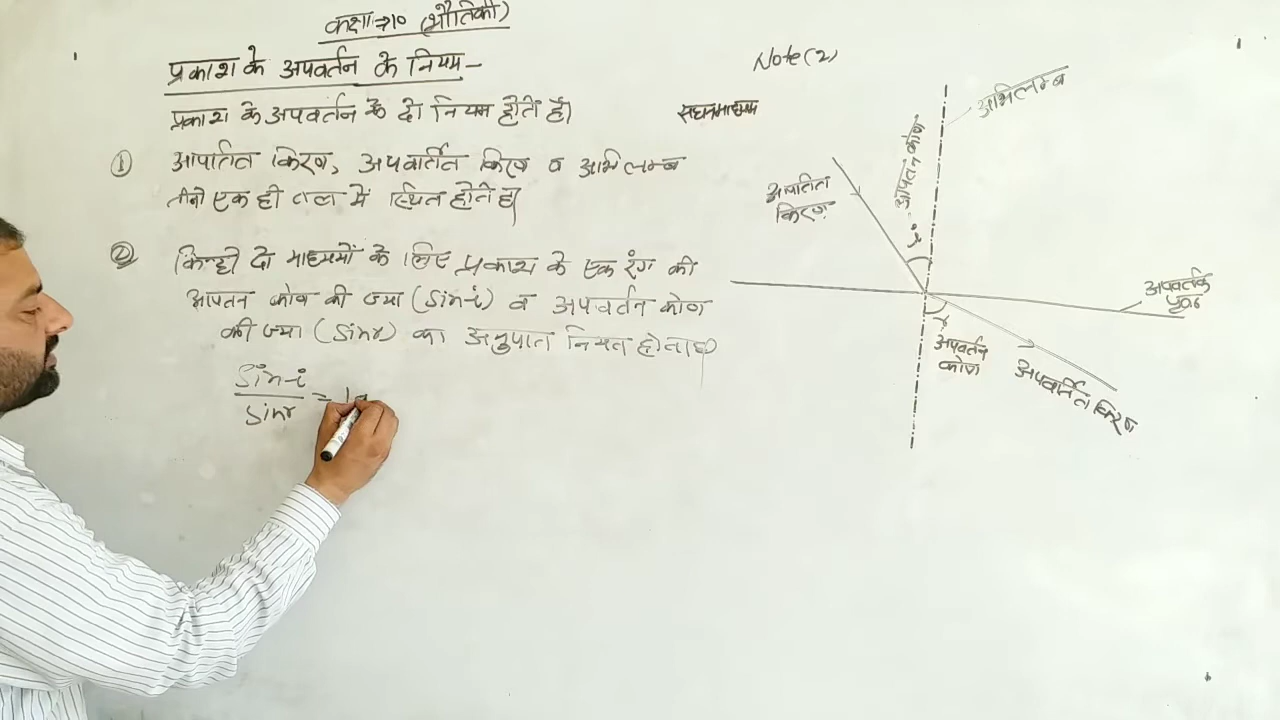 कक्षा→10 (भौतिकी)
प्रकाश के अपवर्तन के नियम—
प्रकाश के अपवर्तन के दो नियम होते है।
① आपतित किरण, अपवर्तित किरण व अभिलम्ब
तीनो एक ही तल में स्थित होते है।
② किन्ही दो माध्यमों के लिए प्रकाश के एक रंग की
आपतन कोण की ज्या (sin i) व अपवर्तन कोण
की ज्या (sin r) का अनुपात नियत होता है।
sin i
sin r =
Note (2)
सघन माध्यम
अभिलम्ब
आपतन कोण = i
आपतित
किरण
अपवर्तक
पृष्ठ
r
अपवर्तन
कोण
अपवर्तित किरण